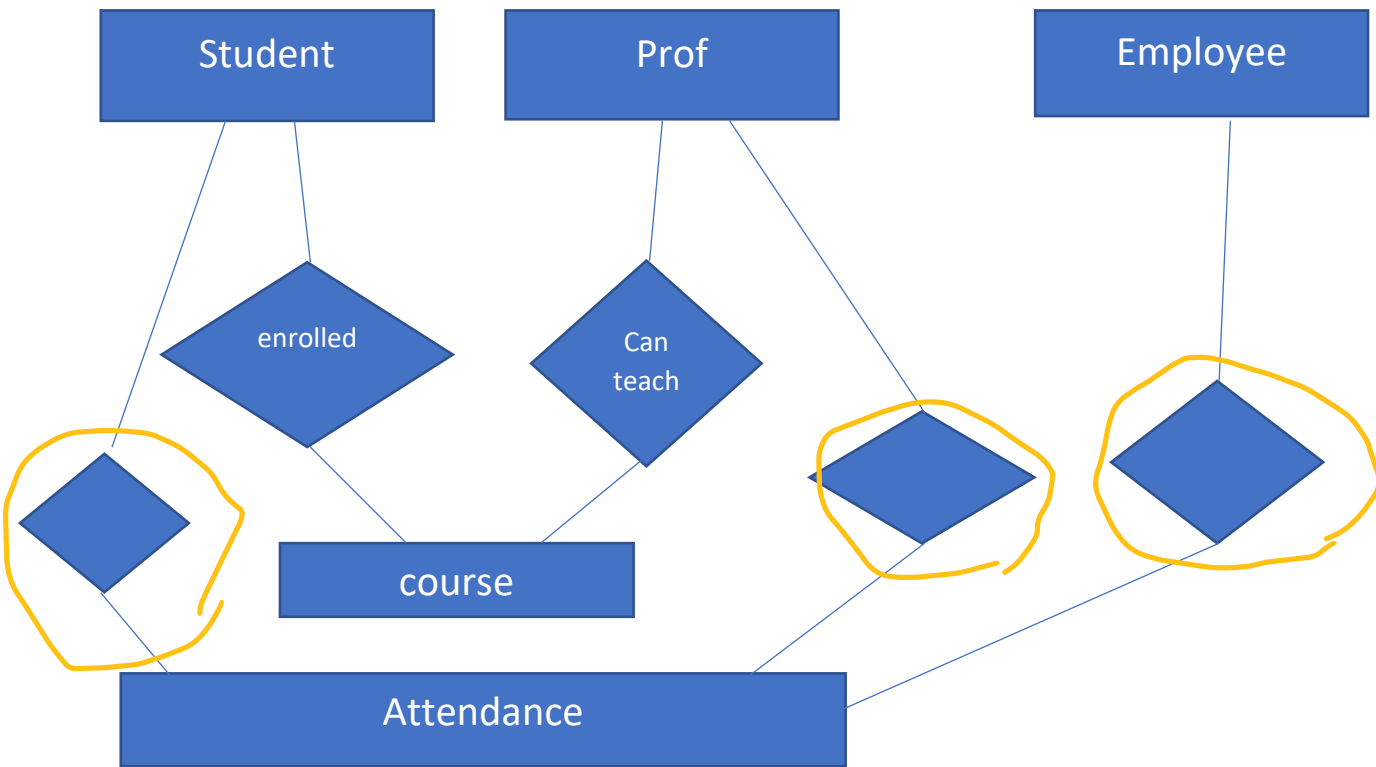 Student
Prof
Employee
enrolled
Can
teach
course
Attendance